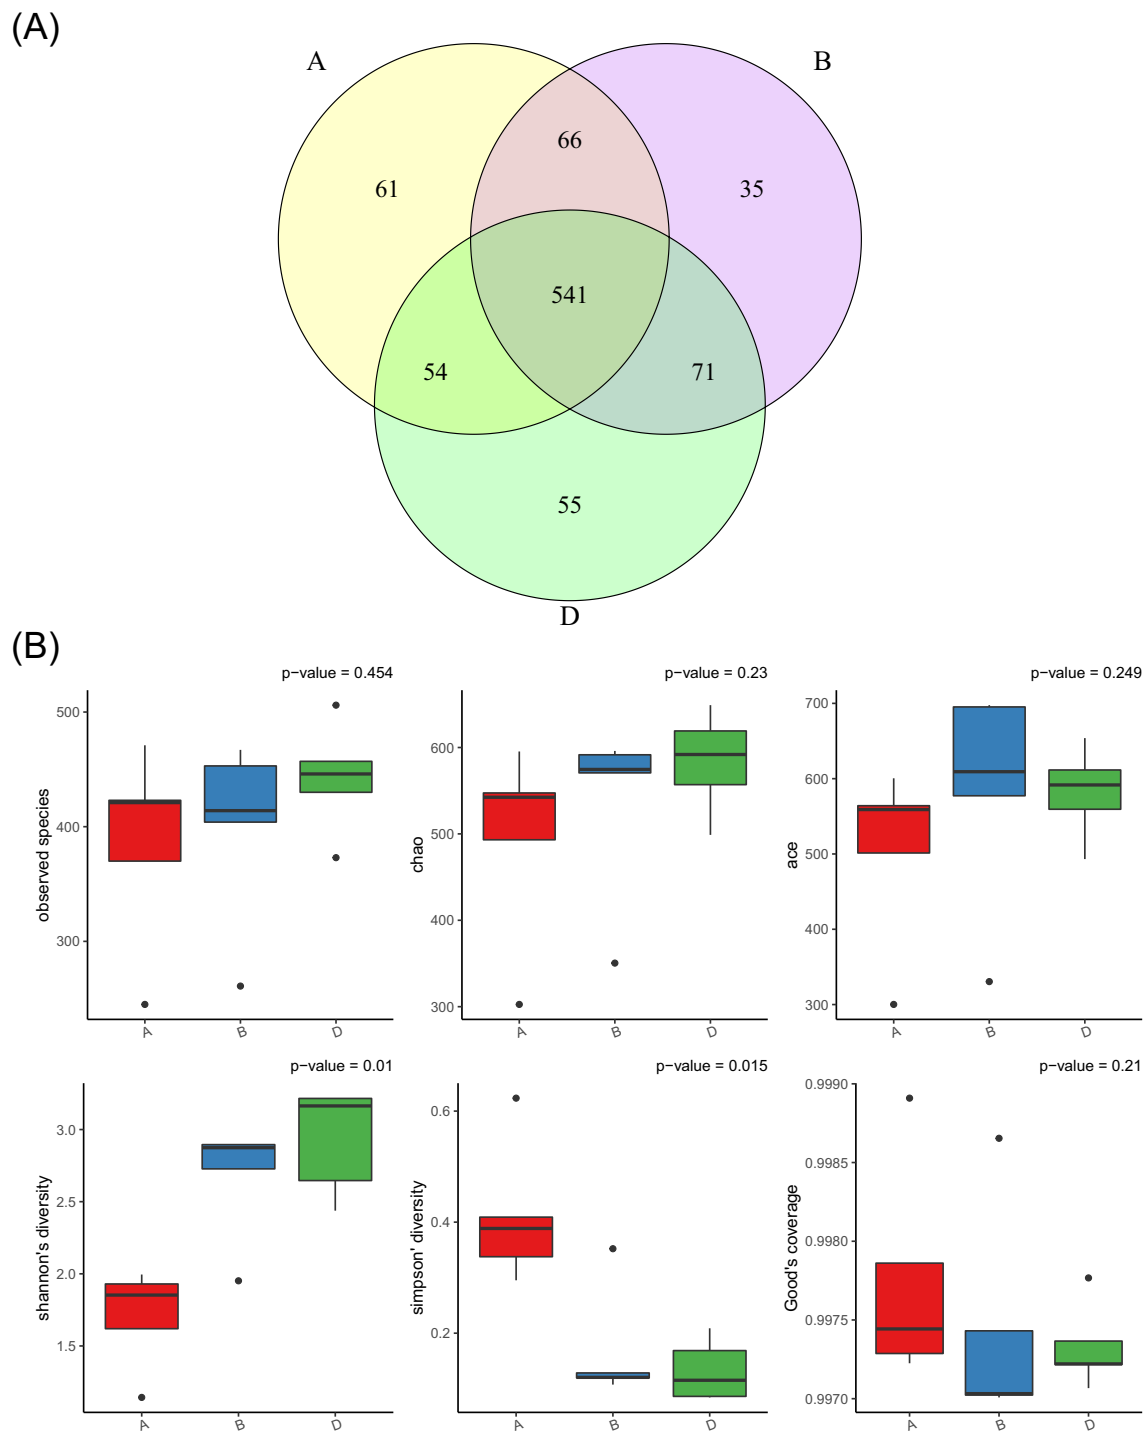 (A)
A
B
66
61
35
541
54
71
55
D
(B)
p−value = 0.454
500
400
300
observed species
A
B
D
p−value = 0.23
600
500
400
300
chao
A
B
D
p−value = 0.249
700
600
500
400
300
ace
A
B
D
p−value = 0.01
3.0
2.5
2.0
1.5
shannon's diversity
A
B
D
p−value = 0.015
0.6
0.4
0.2
simpson' diversity
A
B
D
p−value = 0.21
0.9990
0.9985
0.9980
0.9975
0.9970
Good's coverage
A
B
D